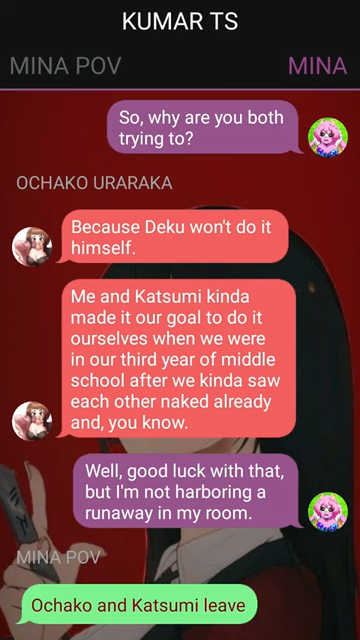 KUMAR TS
MINA POV
MINA
So, why are you both
trying to?
OCHAKO URARAKA
Because Deku won't do it
himself.
Me and Katsumi kinda
made it our goal to do it
ourselves when we were
in our third year of middle
school after we kinda saw
each other naked already
and, you know.
Well, good luck with that,
but I'm not harboring a
runaway in my room.
MINA POV
Ochako and Katsumi leave